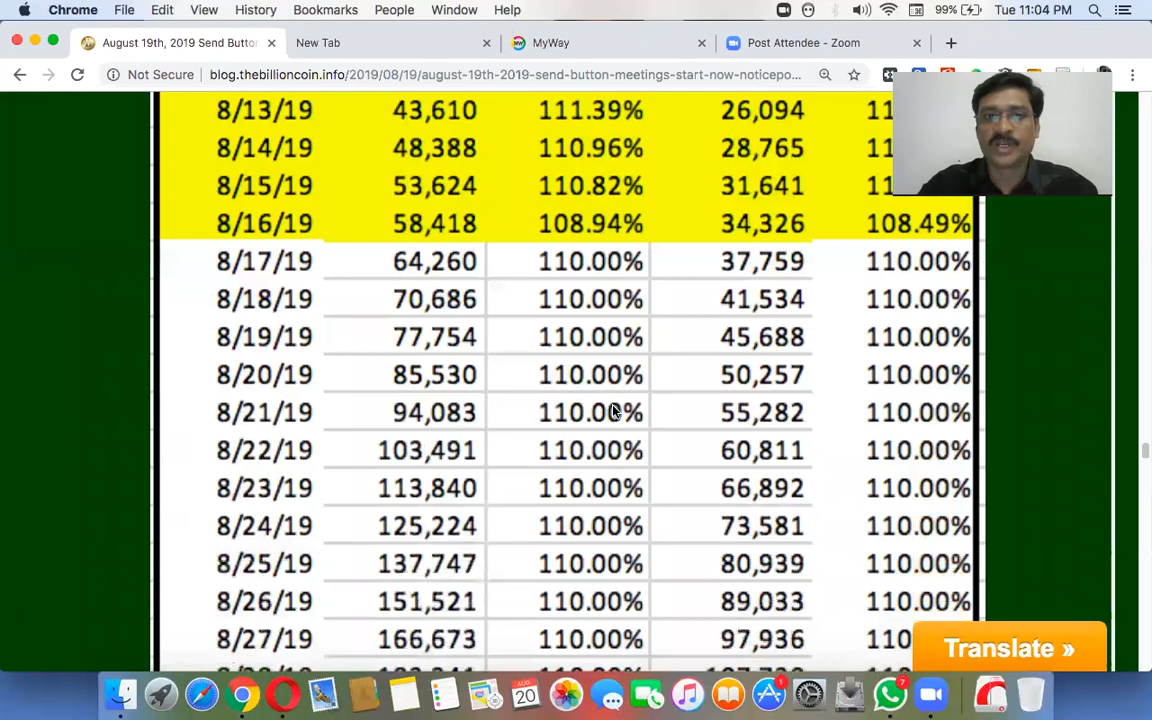 Chrome File Edit View History Bookmarks People Window Help 99% Tue 11:04 PM
August 19th, 2019 Send Butto New Tab MyWay Post Attendee - Zoom
Not Secure blog.thebillioncoin.info/2019/08/19/august-19th-2019-send-button-meetings-start-now-noticepo...
8/13/19 43,610 111.39% 26,094
8/14/19 48,388 110.96% 28,765
8/15/19 53,624 110.82% 31,641
8/16/19 58,418 108.94% 34,326 108.49%
8/17/19 64,260 110.00% 37,759 110.00%
8/18/19 70,686 110.00% 41,534 110.00%
8/19/19 77,754 110.00% 45,688 110.00%
8/20/19 85,530 110.00% 50,257 110.00%
8/21/19 94,083 110.00% 55,282 110.00%
8/22/19 103,491 110.00% 60,811 110.00%
8/23/19 113,840 110.00% 66,892 110.00%
8/24/19 125,224 110.00% 73,581 110.00%
8/25/19 137,747 110.00% 80,939 110.00%
8/26/19 151,521 110.00% 89,033 110.00%
8/27/19 166,673 110.00% 97,936 110
Translate »
AUG
20
1
7